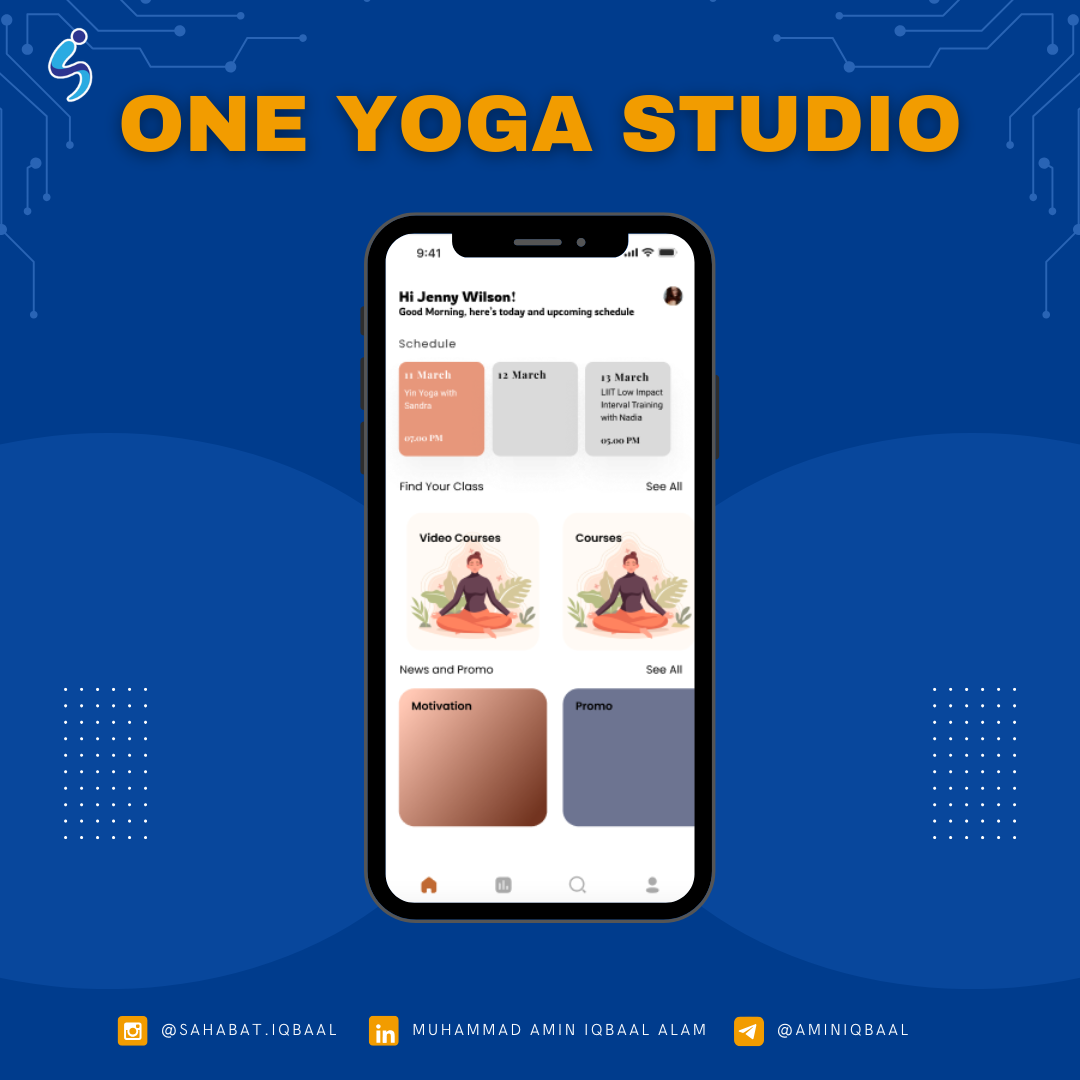 ONE YOGA STUDIO
9:41
Hi Jenny Wilson!
Good Morning, here's today and upcoming schedule
Schedule
11 March
Yin Yoga with
Sandra
07.00 PM
12 March
13 March
LIIT Low Impact
Interval Training
with Nadia
05.00 PM
Find Your Class
See All
Video Courses
Courses
News and Promo
See All
Motivation
Promo
@SAHABAT.IQBAAL
MUHAMMAD AMIN IQBAAL ALAM
@AMINIQBAAL